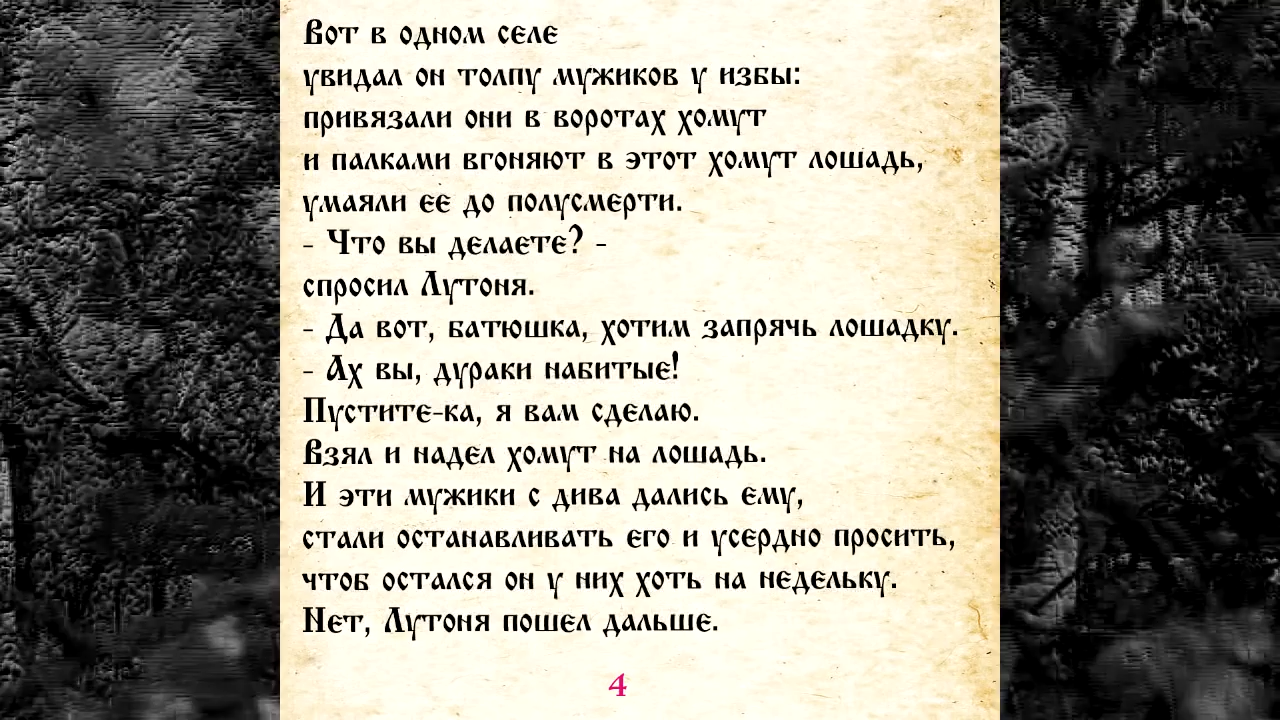 Вот в одном селе
увидал он толпу мужиков у избы:
привязали они в воротах хомут
и палками вгоняют в этот хомут лошадь,
умаяли ее до полусмерти.
- Что вы делаете? -
спросил Лутоня.
- Да вот, батюшка, хотим запрячь лошадку.
- Ах вы, дураки набитые!
Пустите-ка, я вам сделаю.
Взял и надел хомут на лошадь.
И эти мужики с дива дались ему,
стали останавливать его и усердно просить,
чтоб остался он у них хоть на недельку.
Нет, Лутоня пошел дальше.
4